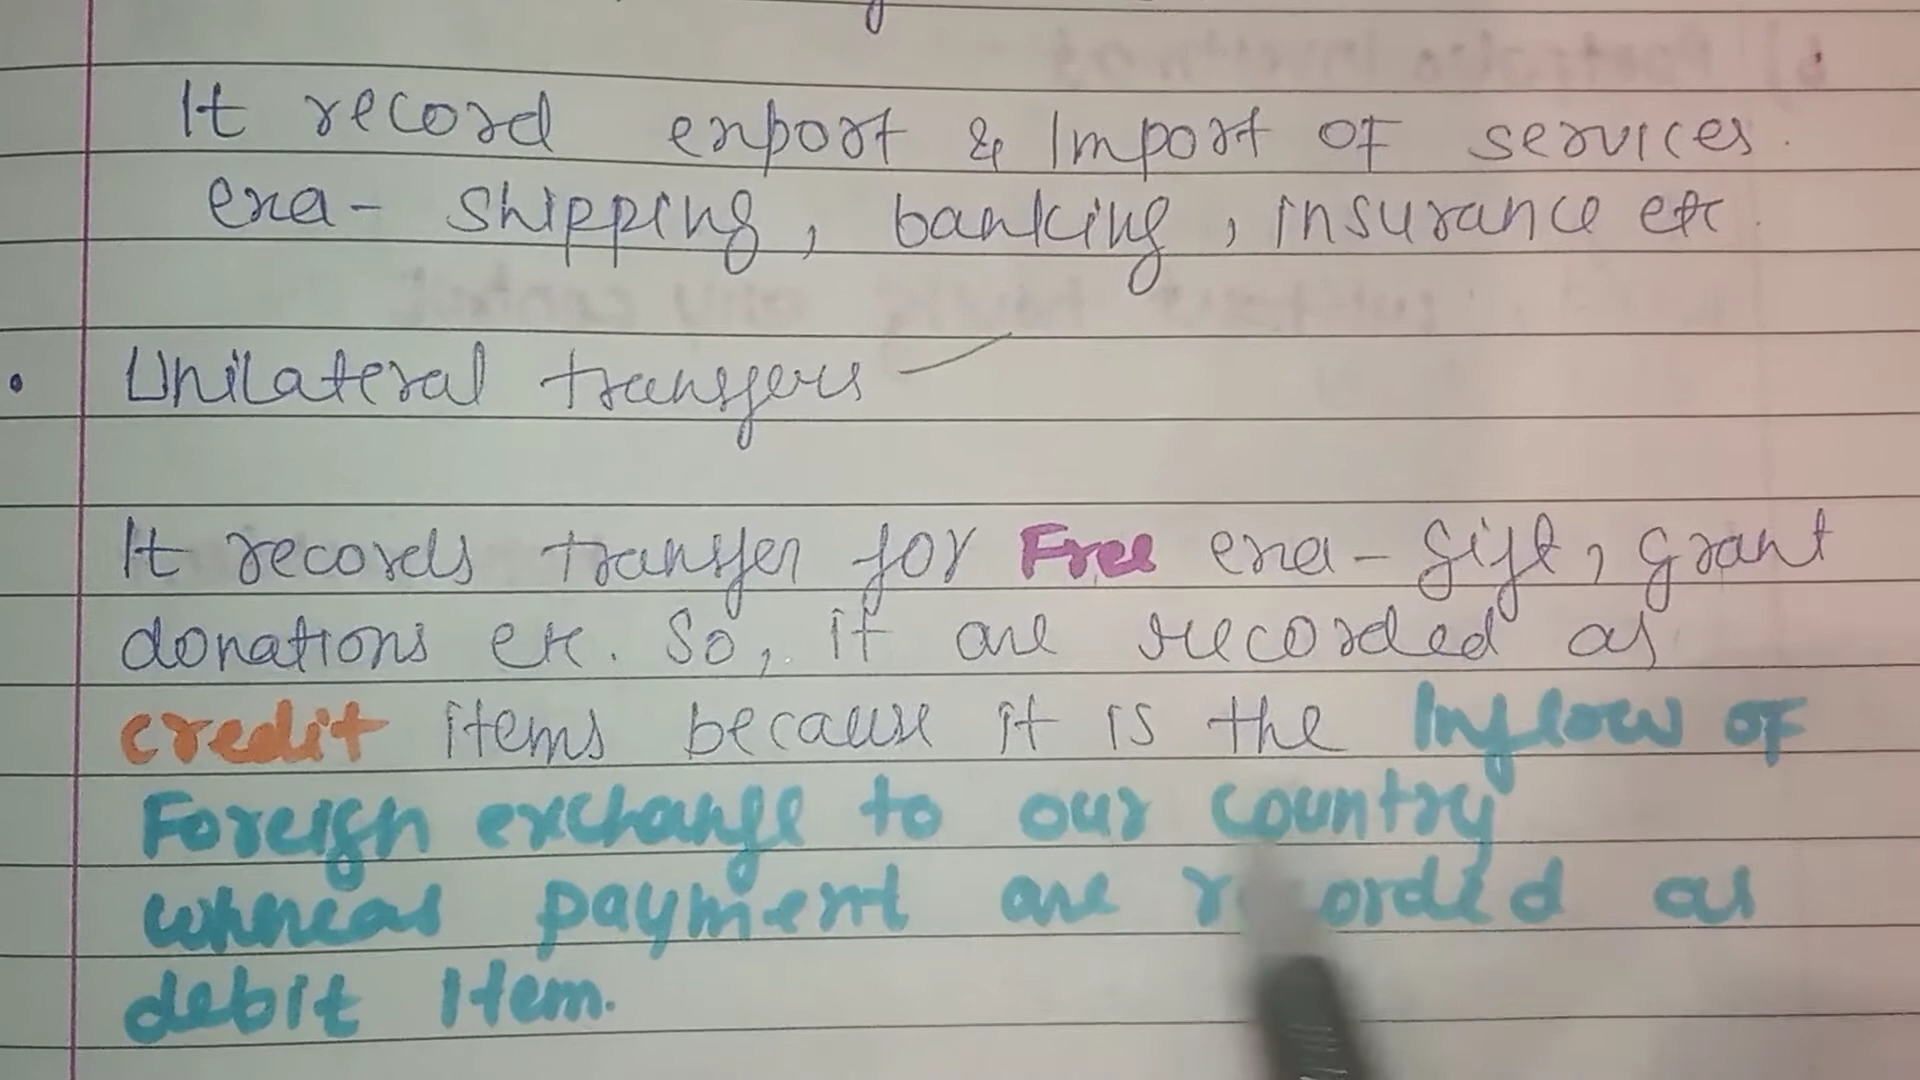 It record export & Import of services.
exa - Shipping, banking, insurance etc.
• Unilateral transfers -
It records transfer for Free exa - gift, grant
donations etc. So, it are recorded as
credit items because it is the Inflow of
Foreign exchange to our country
whereas payment are recorded as
debit Item.